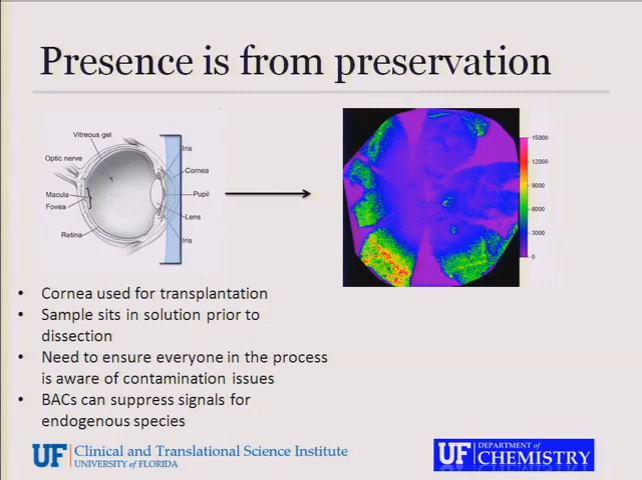 Presence is from preservation
Vitreous gel
Optic nerve
Macula
Fovea
Retina
Iris
Cornea
Pupil
Lens
Iris
15000
12000
9000
6000
3000
0
• Cornea used for transplantation
• Sample sits in solution prior to
dissection
• Need to ensure everyone in the process
is aware of contamination issues
• BACs can suppress signals for
endogenous species
UF Clinical and Translational Science Institute
UNIVERSITY of FLORIDA
UF DEPARTMENT of
CHEMISTRY